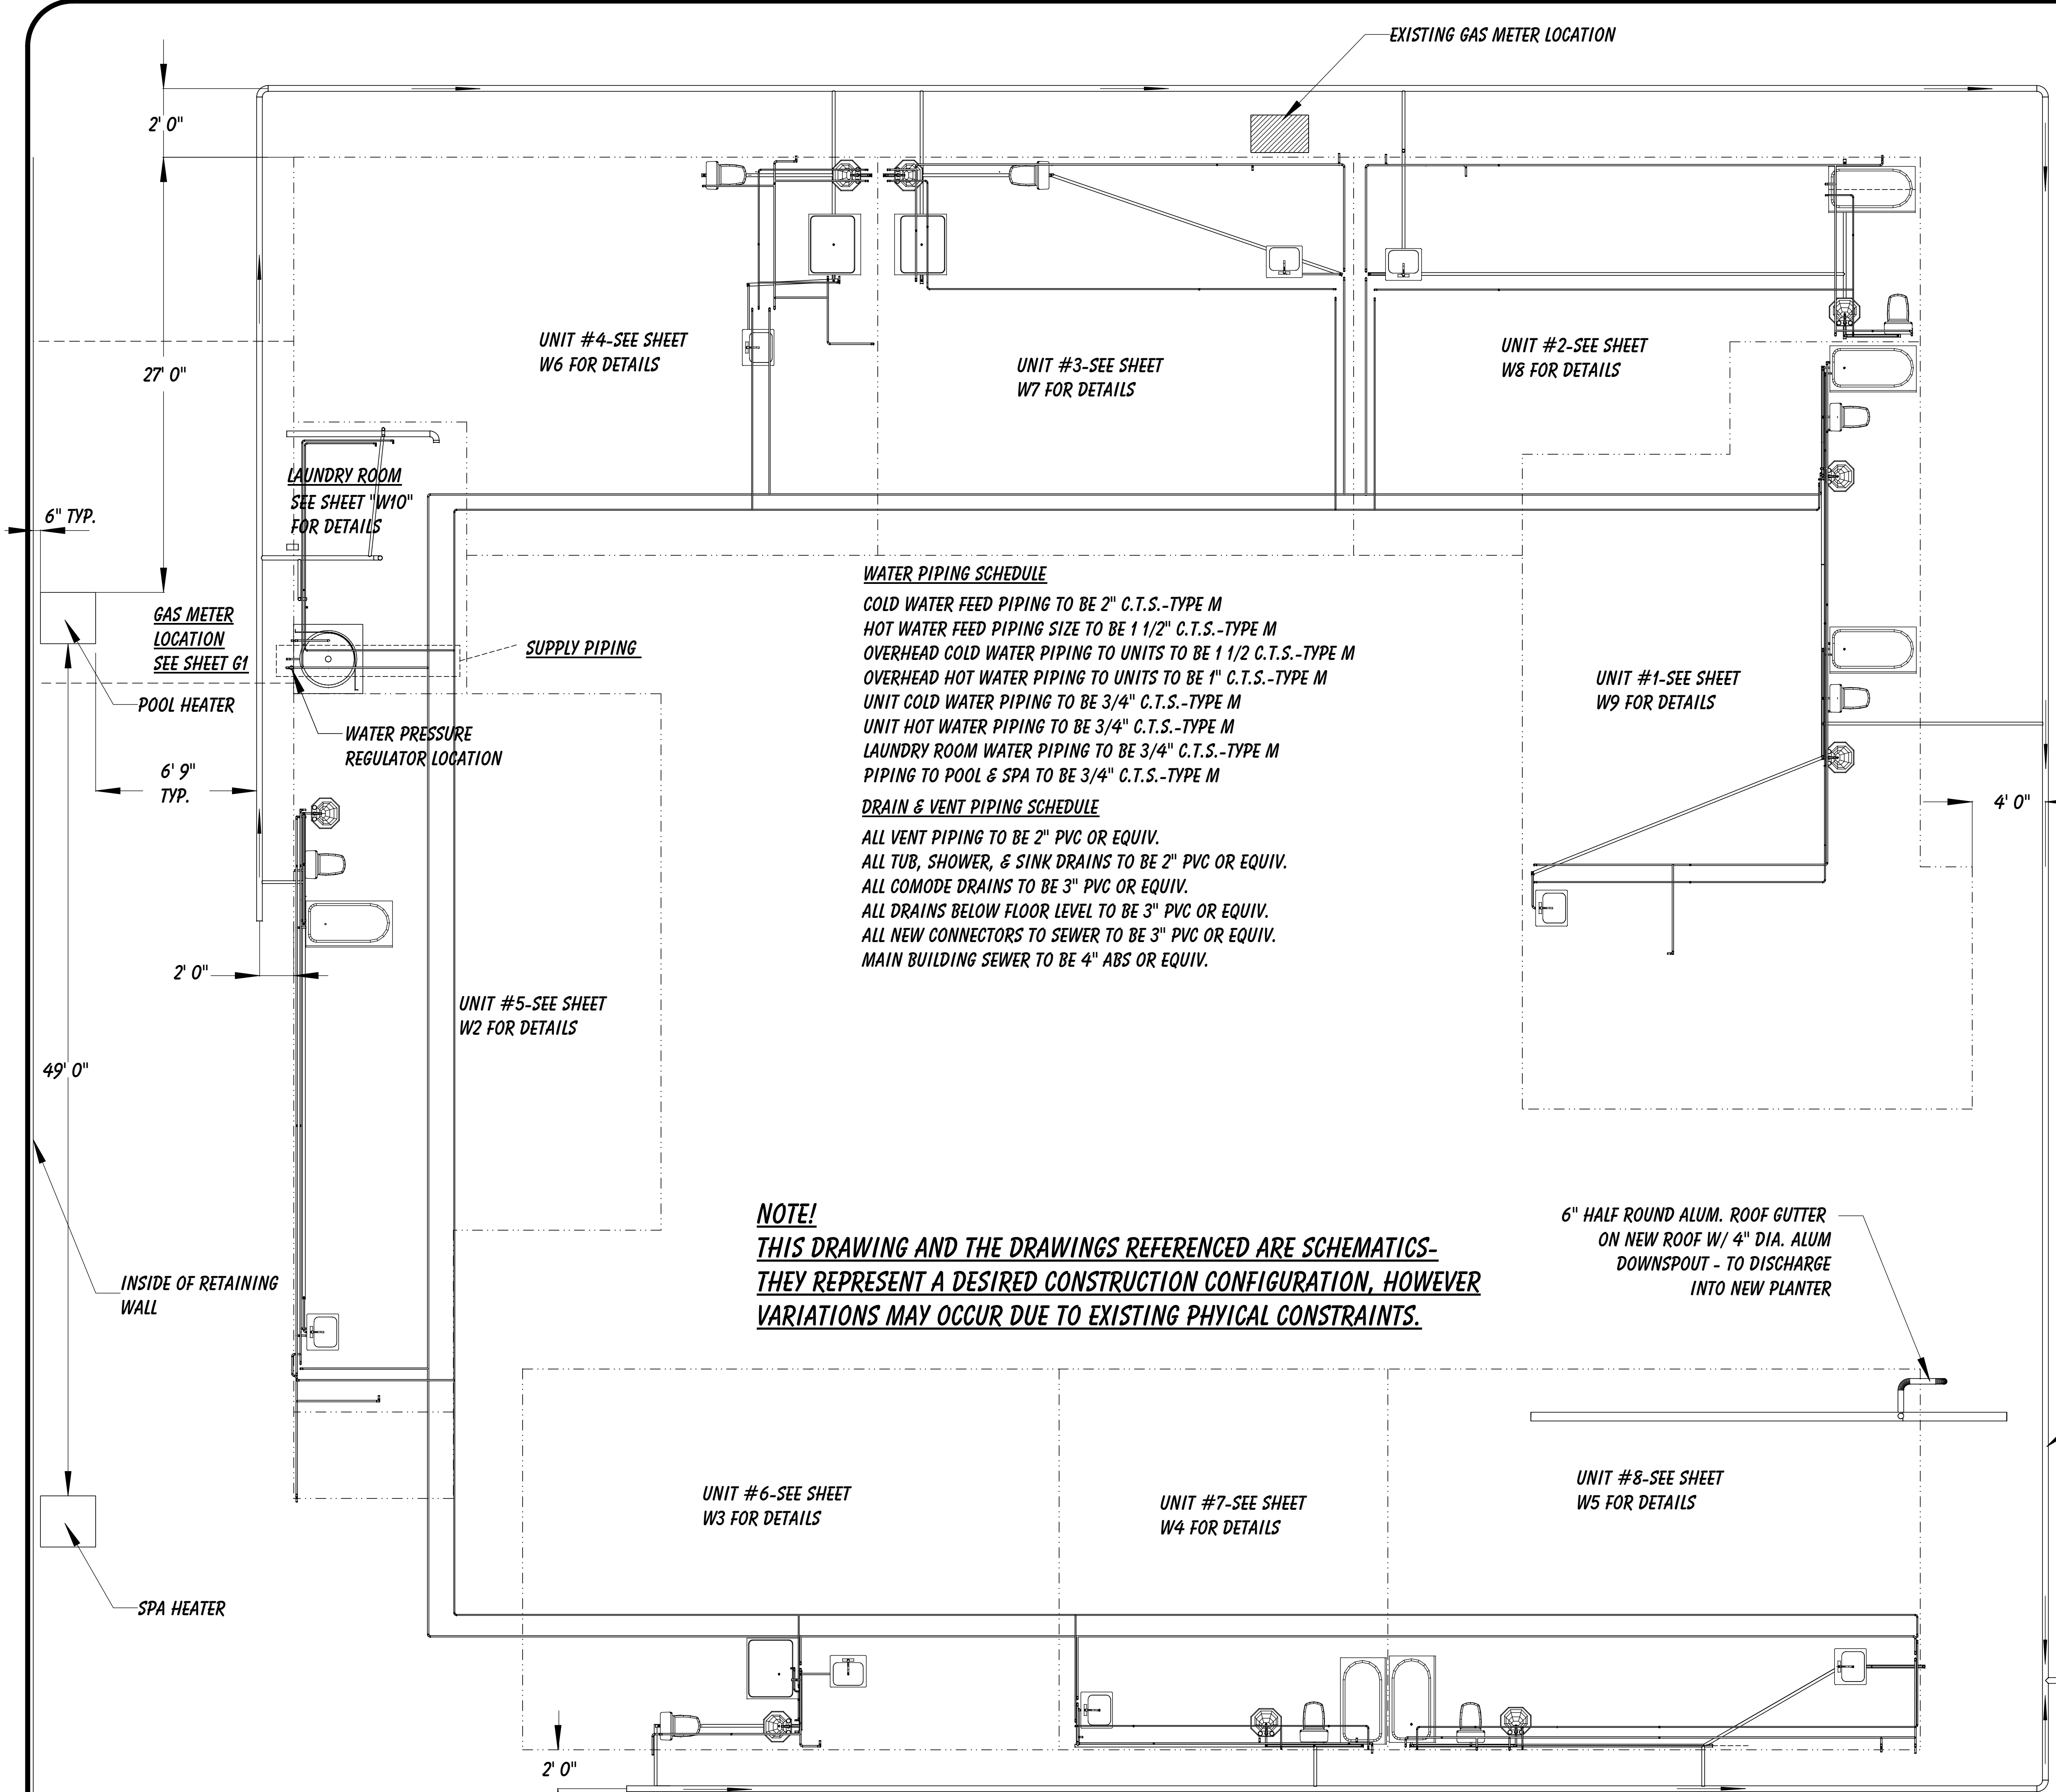 EXISTING GAS METER LOCATION
2' 0"
27' 0"
UNIT #4-SEE SHEET
W6 FOR DETAILS
UNIT #3-SEE SHEET
W7 FOR DETAILS
UNIT #2-SEE SHEET
W8 FOR DETAILS
LAUNDRY ROOM
SEE SHEET "W10"
FOR DETAILS
6" TYP.
GAS METER
LOCATION
SEE SHEET G1
SUPPLY PIPING
POOL HEATER
WATER PRESSURE
REGULATOR LOCATION
6' 9"
TYP.
WATER PIPING SCHEDULE
COLD WATER FEED PIPING TO BE 2" C.T.S.-TYPE M
HOT WATER FEED PIPING SIZE TO BE 1 1/2" C.T.S.-TYPE M
OVERHEAD COLD WATER PIPING TO UNITS TO BE 1 1/2 C.T.S.-TYPE M
OVERHEAD HOT WATER PIPING TO UNITS TO BE 1" C.T.S.-TYPE M
UNIT COLD WATER PIPING TO BE 3/4" C.T.S.-TYPE M
UNIT HOT WATER PIPING TO BE 3/4" C.T.S.-TYPE M
LAUNDRY ROOM WATER PIPING TO BE 3/4" C.T.S.-TYPE M
PIPING TO POOL & SPA TO BE 3/4" C.T.S.-TYPE M
DRAIN & VENT PIPING SCHEDULE
ALL VENT PIPING TO BE 2" PVC OR EQUIV.
ALL TUB, SHOWER, & SINK DRAINS TO BE 2" PVC OR EQUIV.
ALL COMODE DRAINS TO BE 3" PVC OR EQUIV.
ALL DRAINS BELOW FLOOR LEVEL TO BE 3" PVC OR EQUIV.
ALL NEW CONNECTORS TO SEWER TO BE 3" PVC OR EQUIV.
MAIN BUILDING SEWER TO BE 4" ABS OR EQUIV.
UNIT #1-SEE SHEET
W9 FOR DETAILS
4' 0"
2' 0"
UNIT #5-SEE SHEET
W2 FOR DETAILS
49' 0"
NOTE!
THIS DRAWING AND THE DRAWINGS REFERENCED ARE SCHEMATICS-
THEY REPRESENT A DESIRED CONSTRUCTION CONFIGURATION, HOWEVER
VARIATIONS MAY OCCUR DUE TO EXISTING PHYICAL CONSTRAINTS.
6" HALF ROUND ALUM. ROOF GUTTER
ON NEW ROOF W/ 4" DIA. ALUM
DOWNSPOUT - TO DISCHARGE
INTO NEW PLANTER
INSIDE OF RETAINING
WALL
UNIT #6-SEE SHEET
W3 FOR DETAILS
UNIT #7-SEE SHEET
W4 FOR DETAILS
UNIT #8-SEE SHEET
W5 FOR DETAILS
SPA HEATER
2' 0"